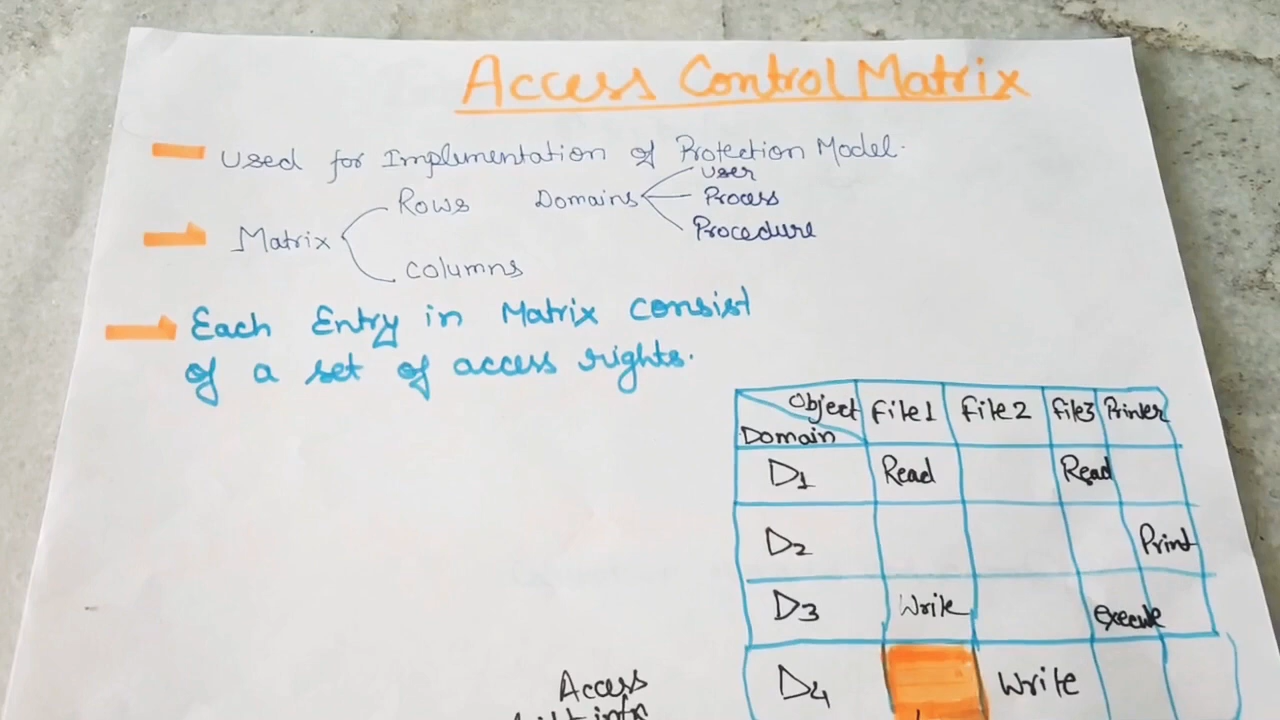 Access Control Matrix
Used for Implementation of Protection Model.
Matrix
Rows Domains
User
Process
Procedure
Columns
Each Entry in Matrix consist
of a set of access rights.
Object
Domain
File1 File2 File3 Printer
D1 Read Read
D2 Print
D3 Write execute
D4 Write
Access